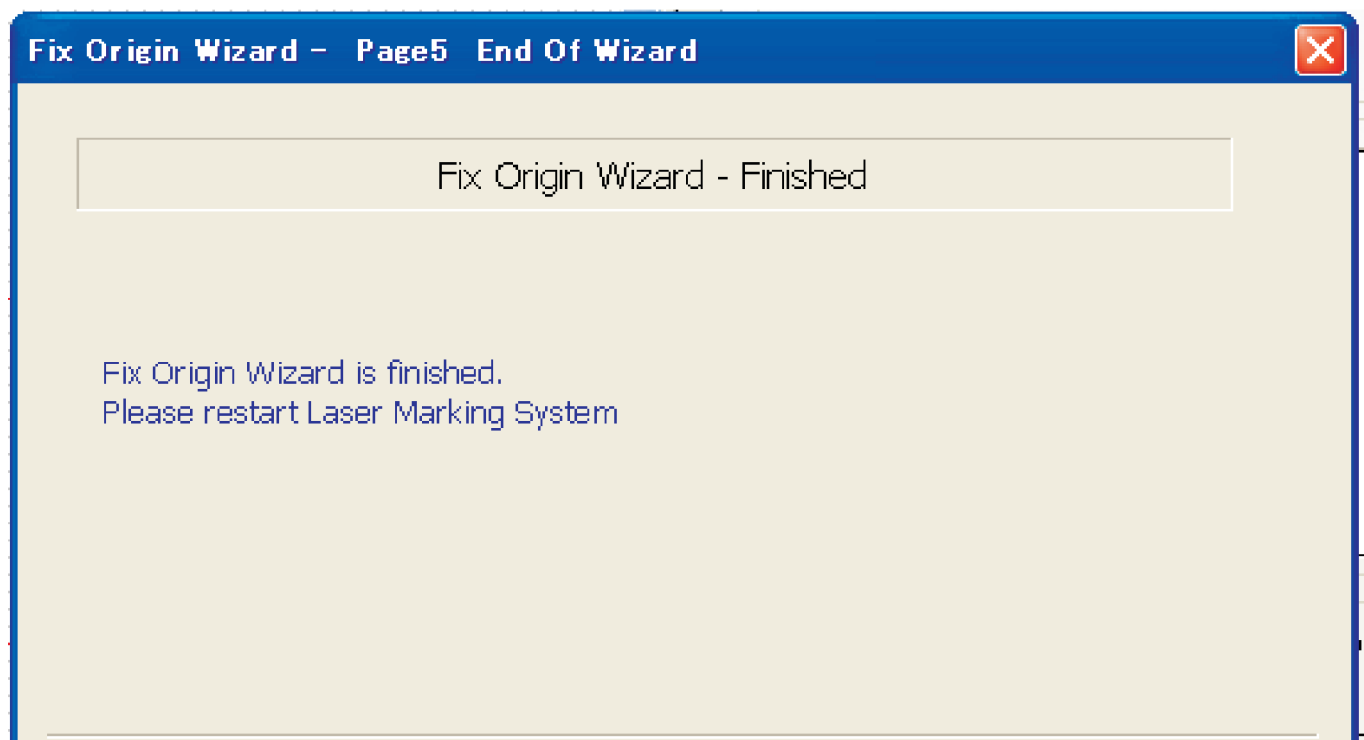 Fix Origin Wizard - Page5 End Of Wizard
Fix Origin Wizard - Finished
Fix Origin Wizard is finished.
Please restart Laser Marking System